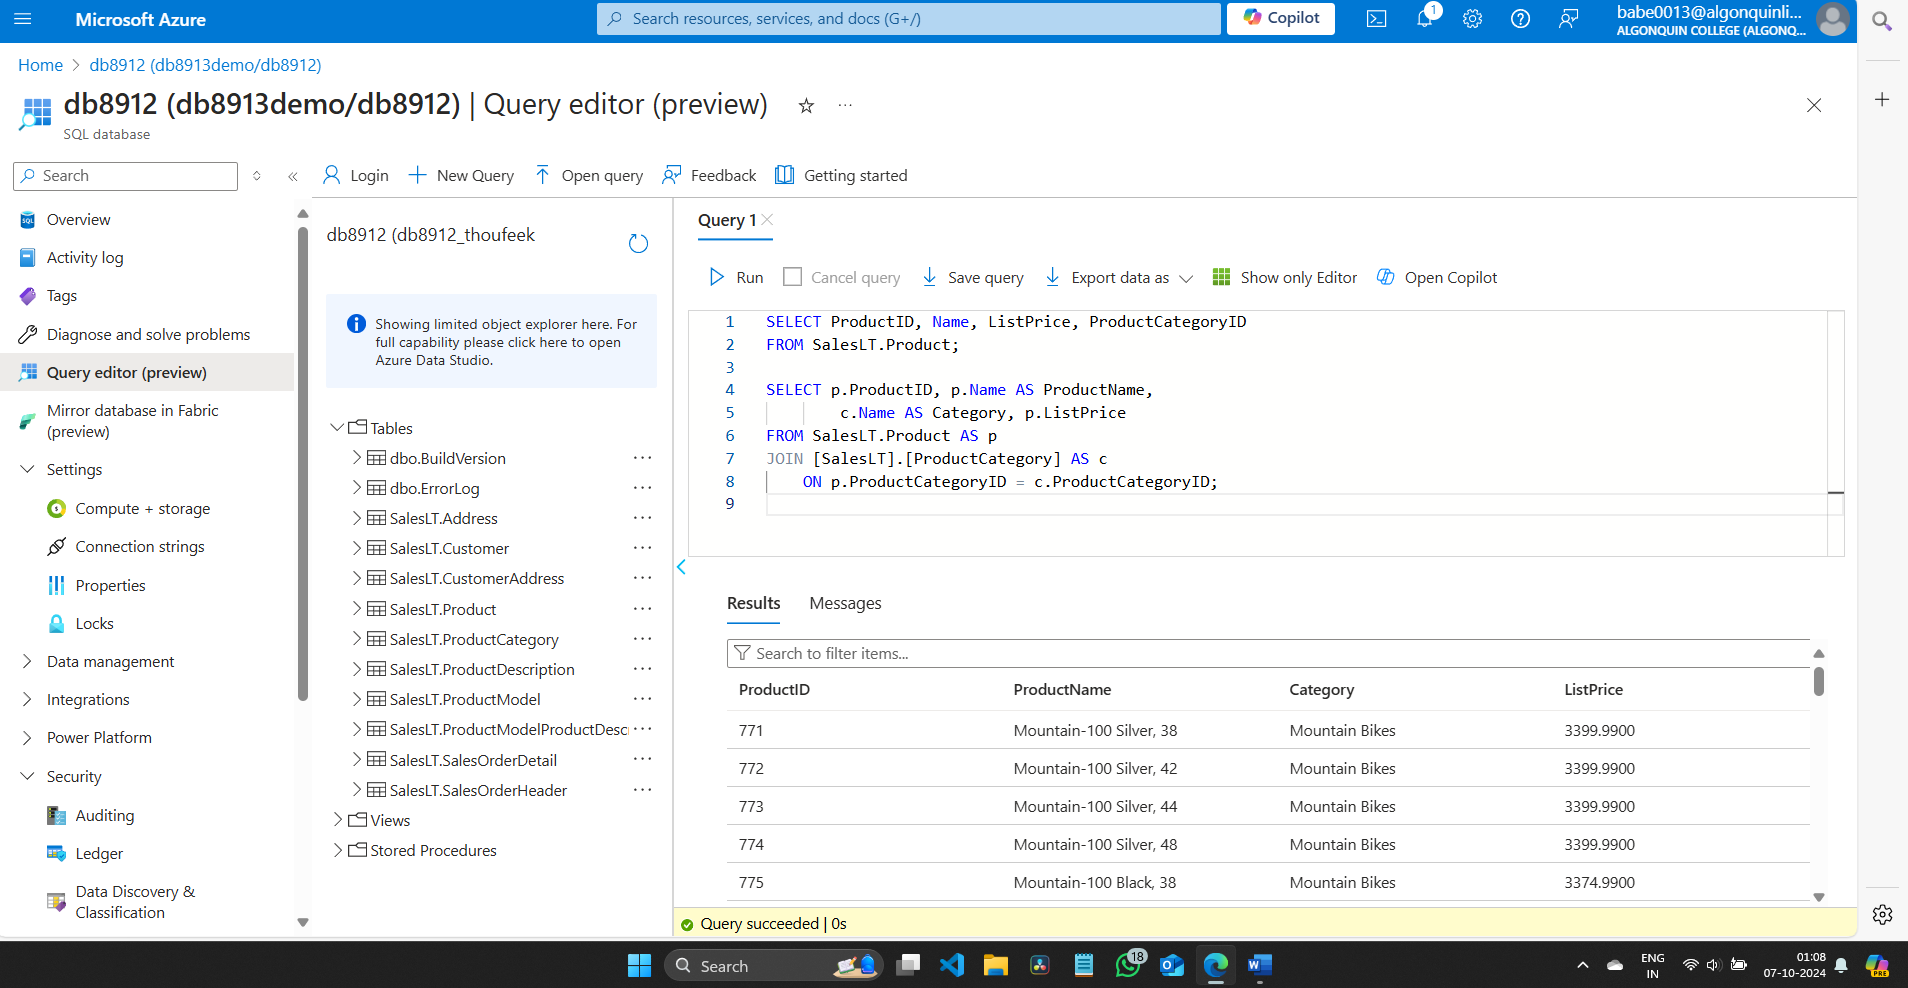 Microsoft Azure
Search resources, services, and docs (G+/)
Copilot
1
babe0013@algonquinli...
ALGONQUIN COLLEGE (ALGONQ...
Home > db8912 (db8913demo/db8912)
db8912 (db8913demo/db8912) | Query editor (preview)
SQL database
Search
Login
New Query
Open query
Feedback
Getting started
Overview
Activity log
Tags
Diagnose and solve problems
Query editor (preview)
Mirror database in Fabric
(preview)
Settings
Compute + storage
Connection strings
Properties
Locks
Data management
Integrations
Power Platform
Security
Auditing
Ledger
Data Discovery &
Classification
db8912 (db8912_thoufeek
Showing limited object explorer here. For
full capability please click here to open
Azure Data Studio.
Tables
dbo.BuildVersion
dbo.ErrorLog
SalesLT.Address
SalesLT.Customer
SalesLT.CustomerAddress
SalesLT.Product
SalesLT.ProductCategory
SalesLT.ProductDescription
SalesLT.ProductModel
SalesLT.ProductModelProductDesc
SalesLT.SalesOrderDetail
SalesLT.SalesOrderHeader
Views
Stored Procedures
Query 1
Run
Cancel query
Save query
Export data as
Show only Editor
Open Copilot
1 SELECT ProductID, Name, ListPrice, ProductCategoryID
2 FROM SalesLT.Product;
3
4 SELECT p.ProductID, p.Name AS ProductName,
5 c.Name AS Category, p.ListPrice
6 FROM SalesLT.Product AS p
7 JOIN [SalesLT].[ProductCategory] AS c
8 ON p.ProductCategoryID = c.ProductCategoryID;
9
Results Messages
Search to filter items...
ProductID ProductName Category ListPrice
771 Mountain-100 Silver, 38 Mountain Bikes 3399.9900
772 Mountain-100 Silver, 42 Mountain Bikes 3399.9900
773 Mountain-100 Silver, 44 Mountain Bikes 3399.9900
774 Mountain-100 Silver, 48 Mountain Bikes 3399.9900
775 Mountain-100 Black, 38 Mountain Bikes 3374.9900
Query succeeded | 0s
Search
18
ENG
IN
01:08
07-10-2024
PRE